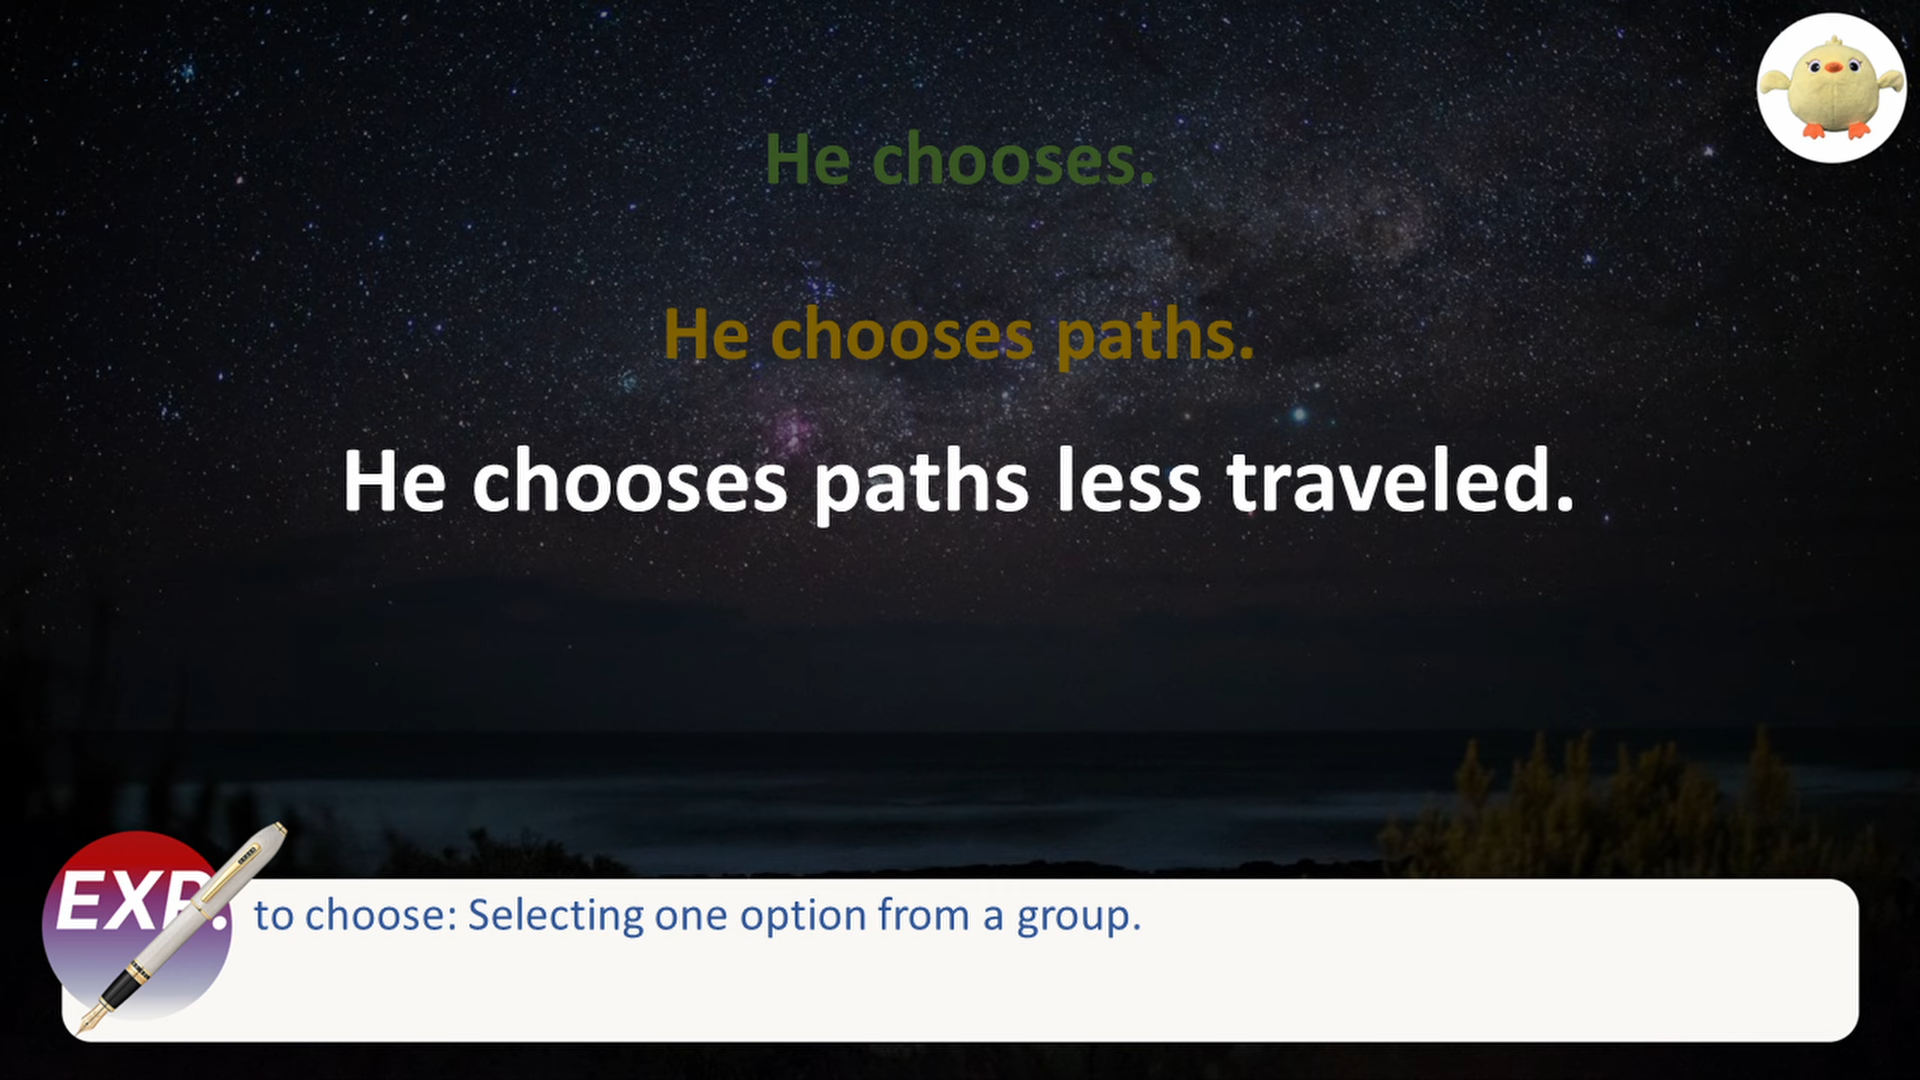 He chooses.
He chooses paths.
He chooses paths less traveled.
EXP.
to choose: Selecting one option from a group.